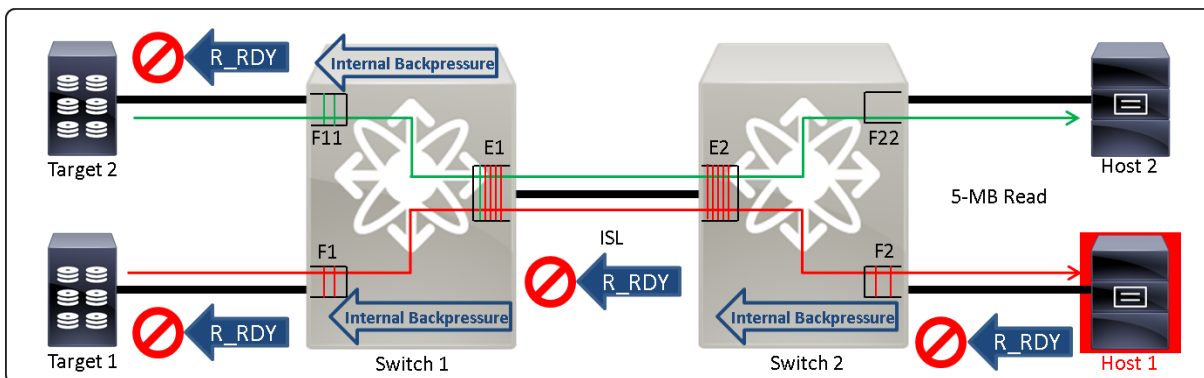 R_RDY
Internal Backpressure
Target 2
F11
E1
E2
F22
Host 2
5-MB Read
F1
ISL
F2
R_RDY
R_RDY
Internal Backpressure
Internal Backpressure
R_RDY
Target 1
Switch 1
Switch 2
Host 1